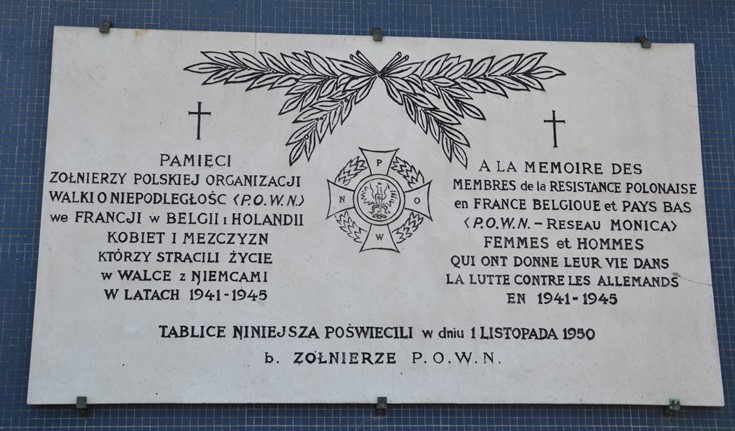 PAMIECI
ZOŁNIERZY POLSKIEJ ORGANIZACJI
WALKI O NIEPODLEGŁOSC <P.O.W.N.>
we FRANCJI w BELGII i HOLANDII
KOBIET I MEZCZYZN
KTÓRZY STRACILI ŻYCIE
w WALCE z NIEMCAMI
W LATACH 1941-1945
P
N O
W
A LA MEMOIRE DES
MEMBRES de la RESISTANCE POLONAISE
en FRANCE BELGIQUE et PAYS BAS
<P.O.W.N. - RESEAU MONICA>
FEMMES et HOMMES
QUI ONT DONNE LEUR VIE DANS
LA LUTTE CONTRE LES ALLEMANDS
EN 1941-1945
TABLICE NINIEJSZA POŚWIECILI w dniu 1 LISTOPADA 1950
b. ZOŁNIERZE P.O.W.N.